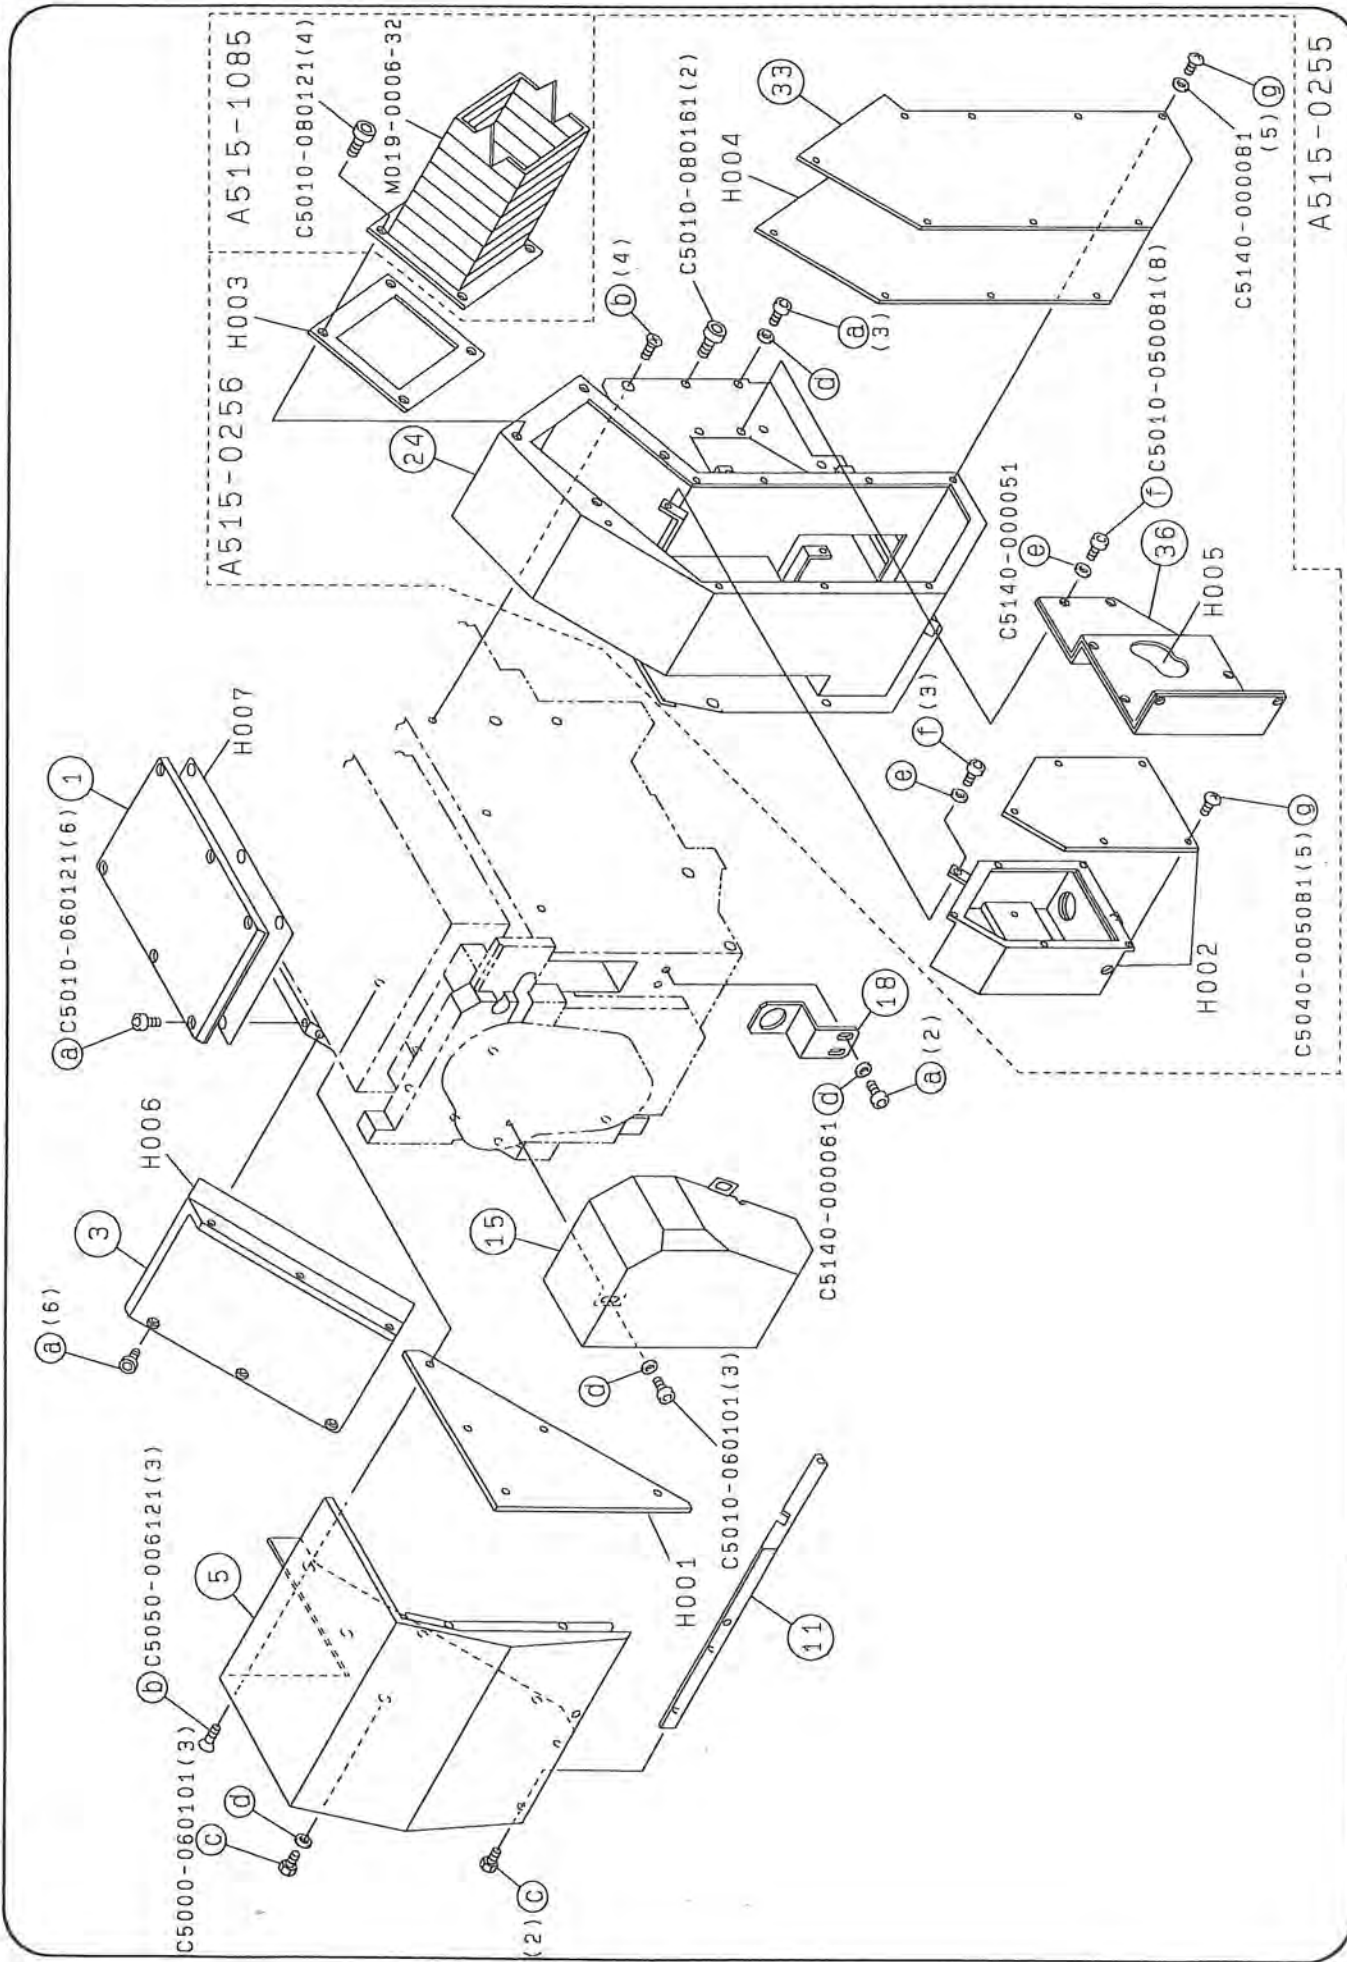 A515-0256
H003
A515-1085
C5010-080121(4)
M019-0006-32
24
b (4)
C5010-080161(2)
a
(3)
d
H004
33
C5140-000081
(5) g
A515-0255
1
a C5010-060121(6)
H007
3
a (6)
H006
5
b C5050-006121(3)
C5000-060101(3)
c
d
(2) c
H001
C5010-060101(3)
d
11
15
C5140-000061 d
a (2)
18
f (3)
e
C5140-000051
e
f C5010-050081(8)
36
H005
H002
C5040-005081(5) g